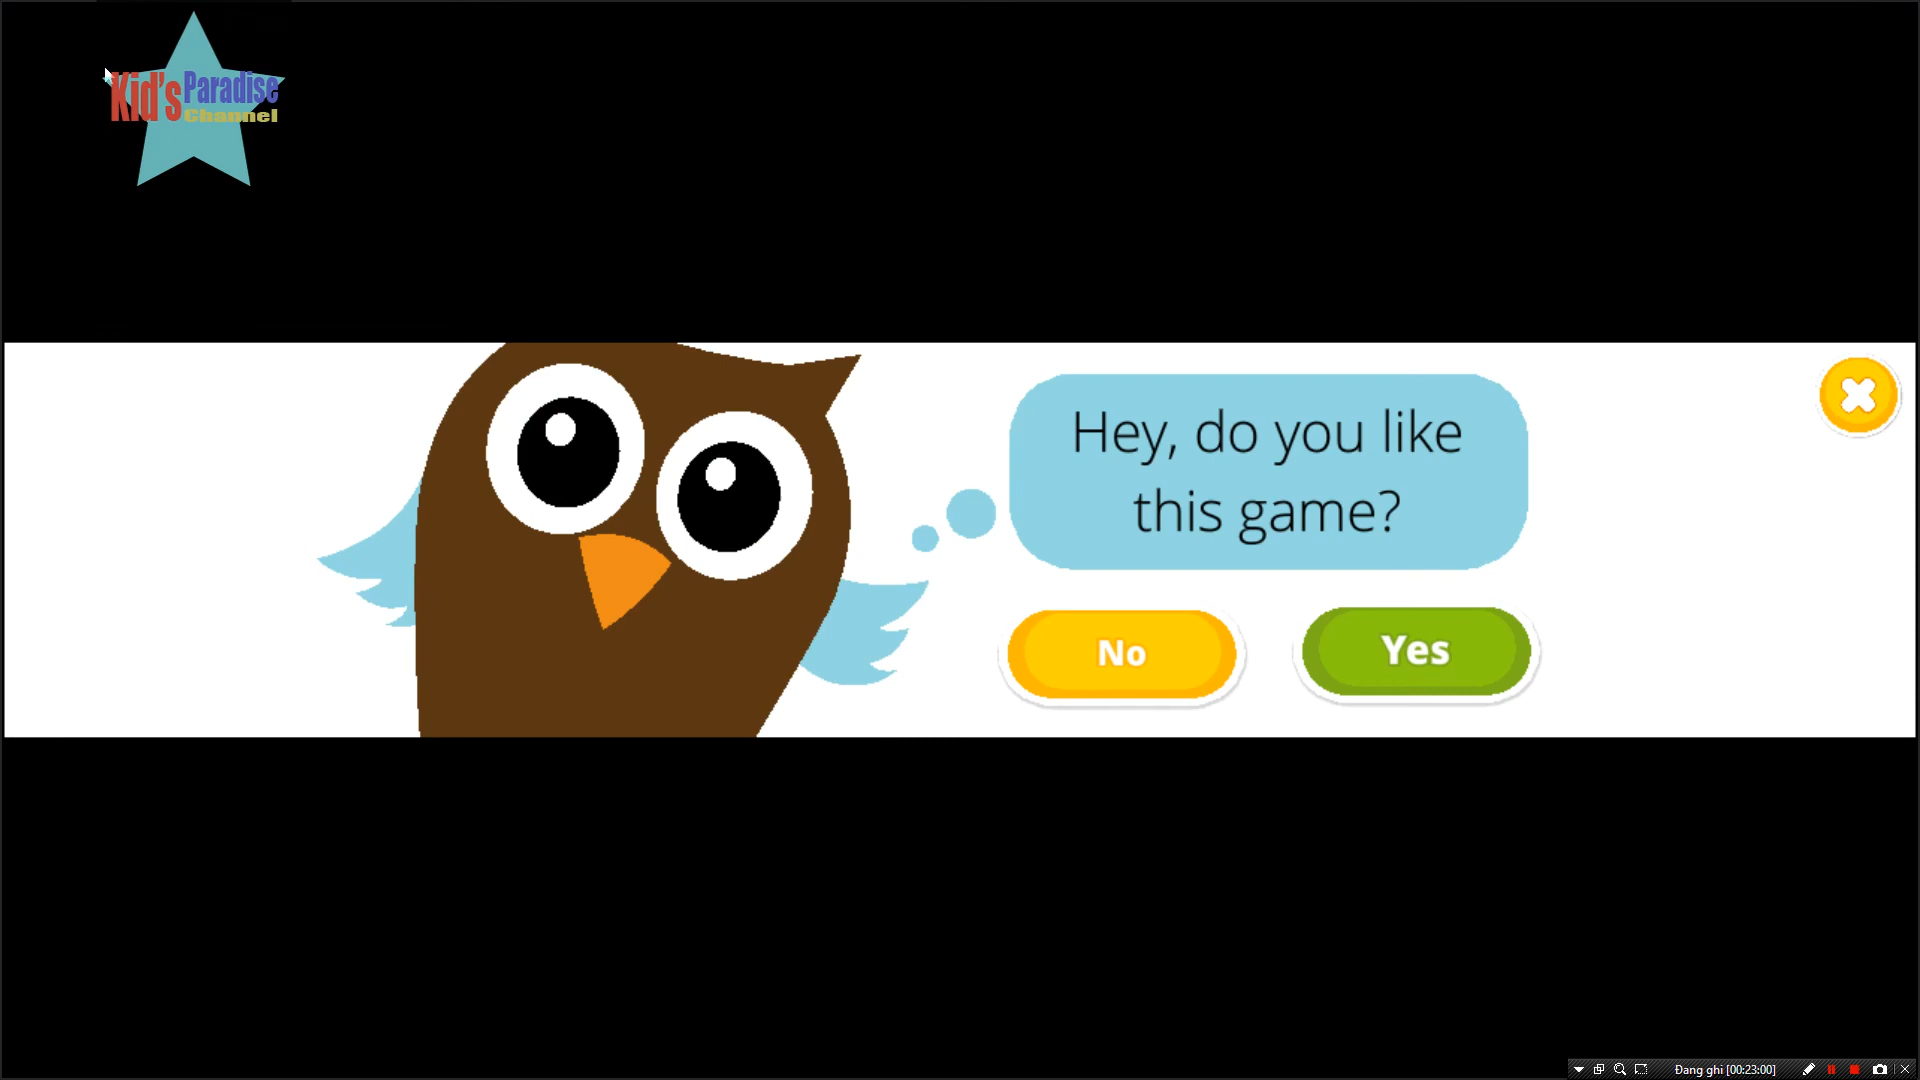 Kid's Paradise
Channel
Hey, do you like
this game?
No
Yes
Đang ghi [00:23:00]